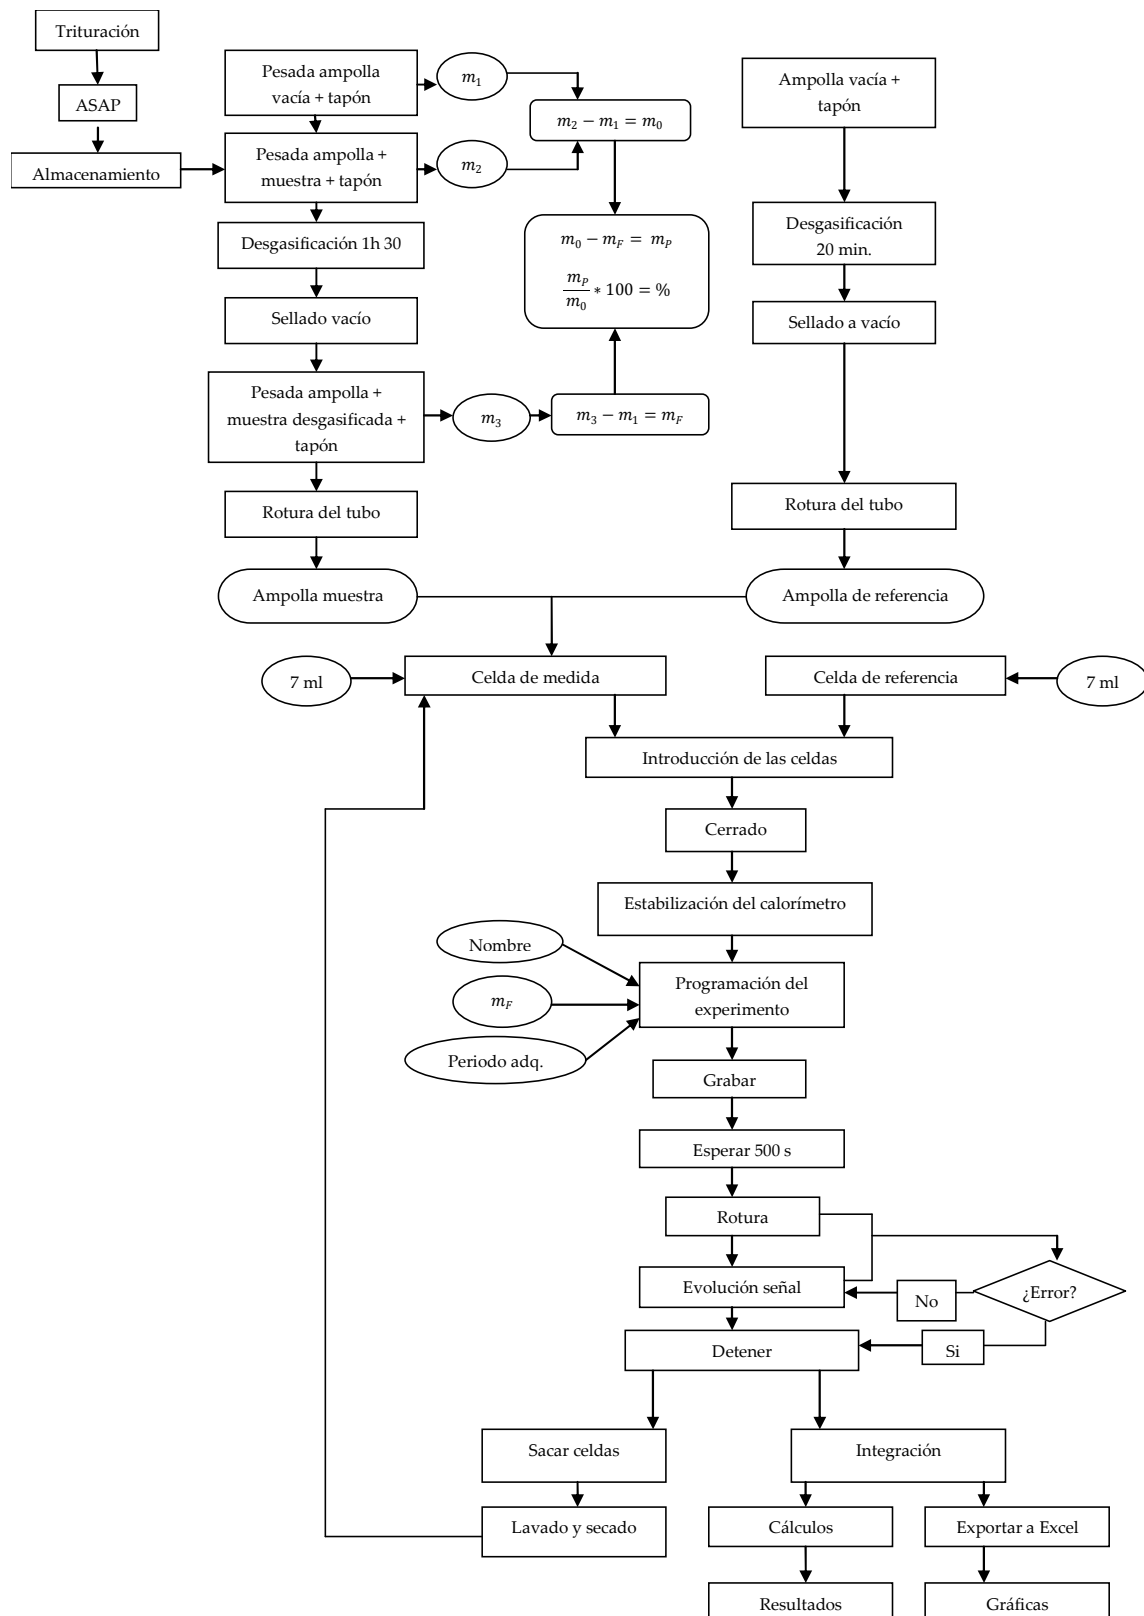 Trituración
ASAP
Almacenamiento
Pesada ampolla
vacía + tapón
m₁
Pesada ampolla +
muestra + tapón
m₂
m₂ − m₁ = m₀
Desgasificación 1h 30
Sellado vacío
m₀ − m_F = m_P
m_P/m₀ * 100 = %
Pesada ampolla +
muestra desgasificada +
tapón
m₃
m₃ − m₁ = m_F
Rotura del tubo
Ampolla muestra
Ampolla vacía +
tapón
Desgasificación
20 min.
Sellado a vacío
Rotura del tubo
Ampolla de referencia
7 ml
Celda de medida
Celda de referencia
7 ml
Introducción de las celdas
Cerrado
Estabilización del calorímetro
Nombre
m_F
Periodo adq.
Programación del
experimento
Grabar
Esperar 500 s
Rotura
Evolución señal
No
¿Error?
Detener
Si
Sacar celdas
Integración
Lavado y secado
Cálculos
Exportar a Excel
Resultados
Gráficas